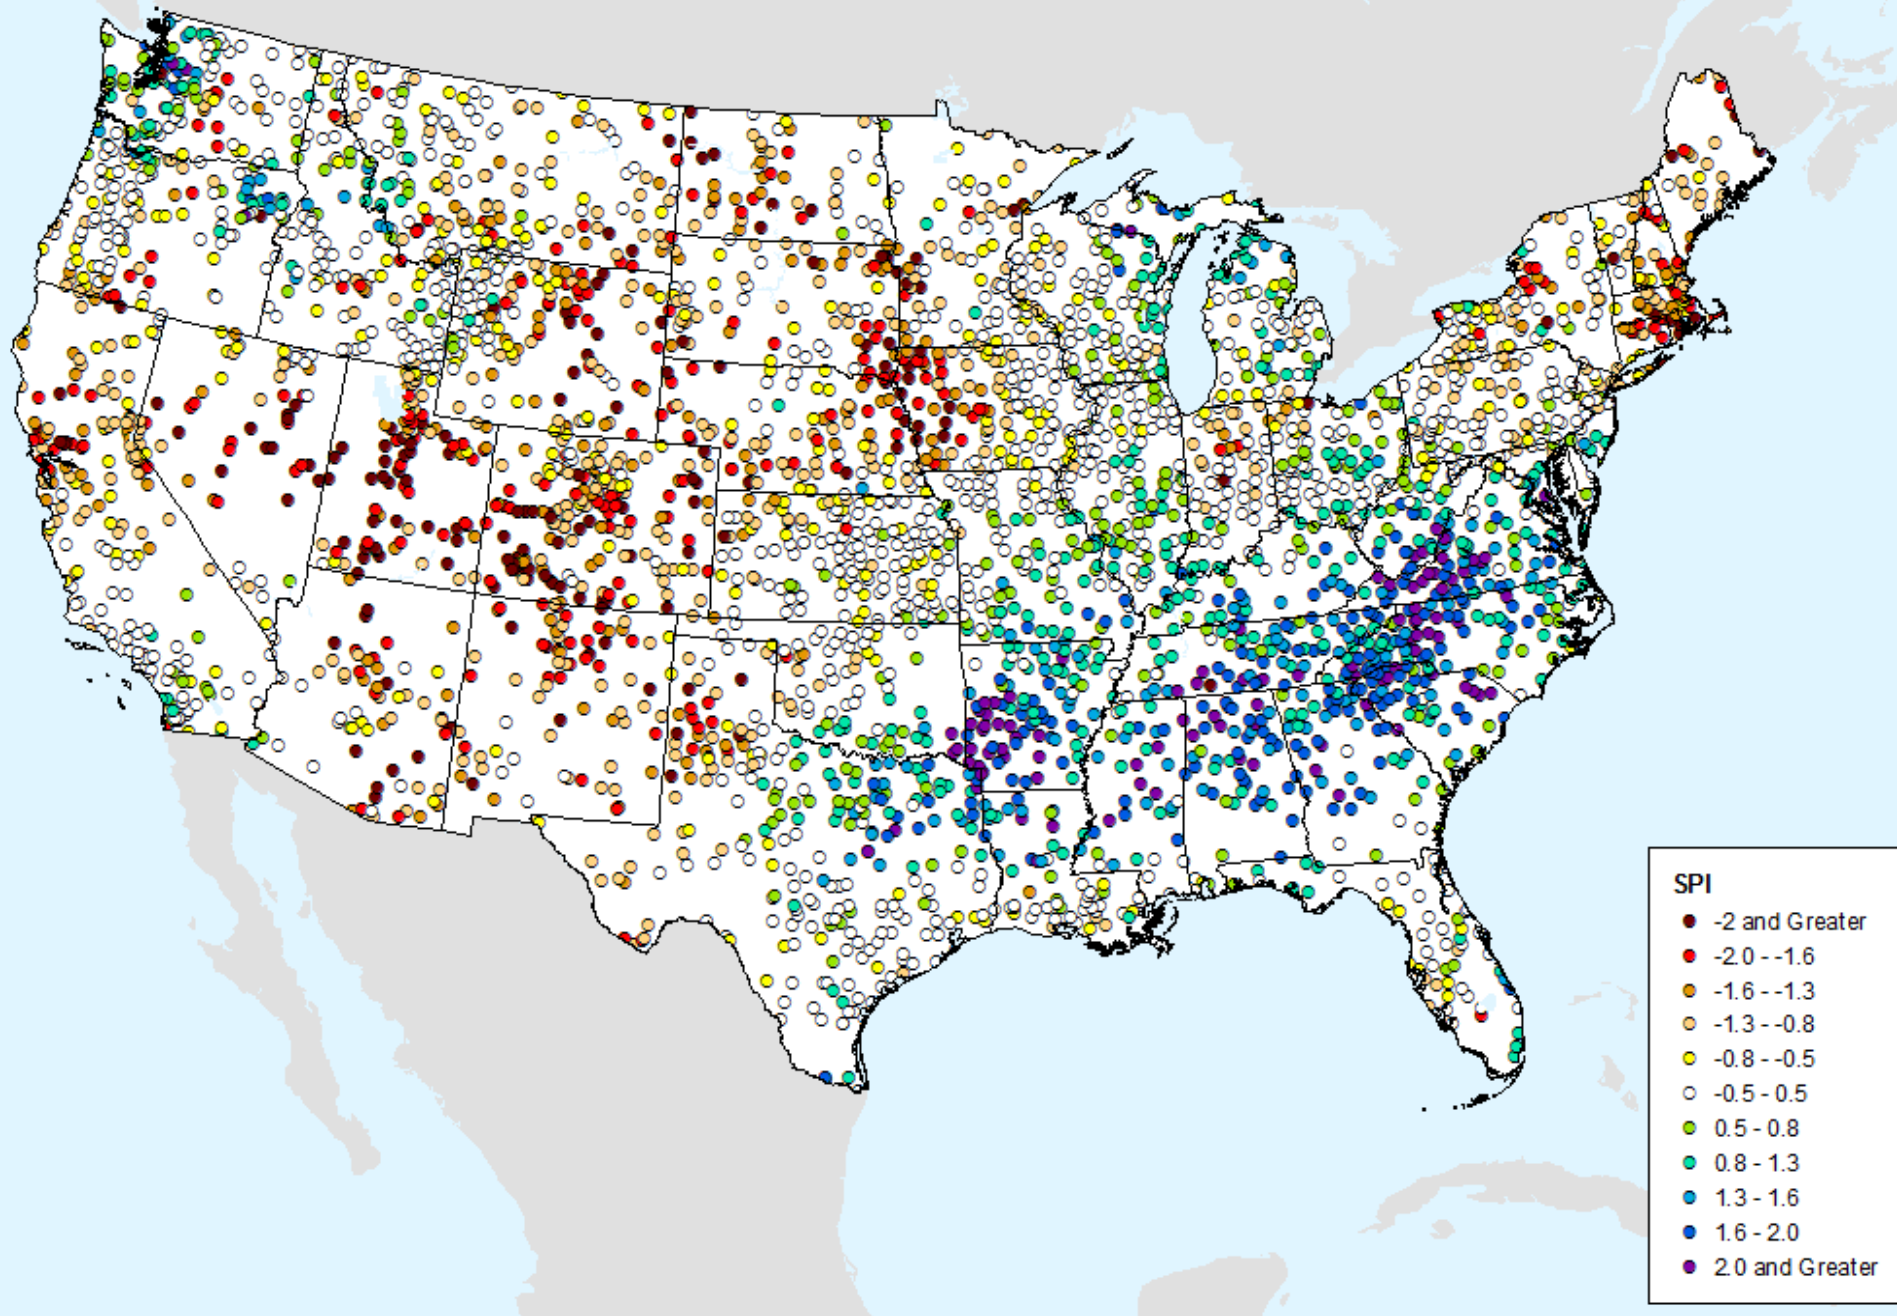 SPI
-2 and Greater
-2.0 - -1.6
-1.6 - -1.3
-1.3 - -0.8
-0.8 - -0.5
-0.5 - 0.5
0.5 - 0.8
0.8 - 1.3
1.3 - 1.6
1.6 - 2.0
2.0 and Greater